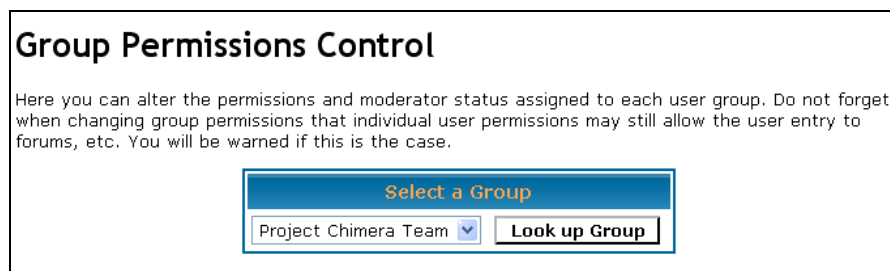 Group Permissions Control
Here you can alter the permissions and moderator status assigned to each user group. Do not forget
when changing group permissions that individual user permissions may still allow the user entry to
forums, etc. You will be warned if this is the case.
Select a Group
Project Chimera Team Look up Group